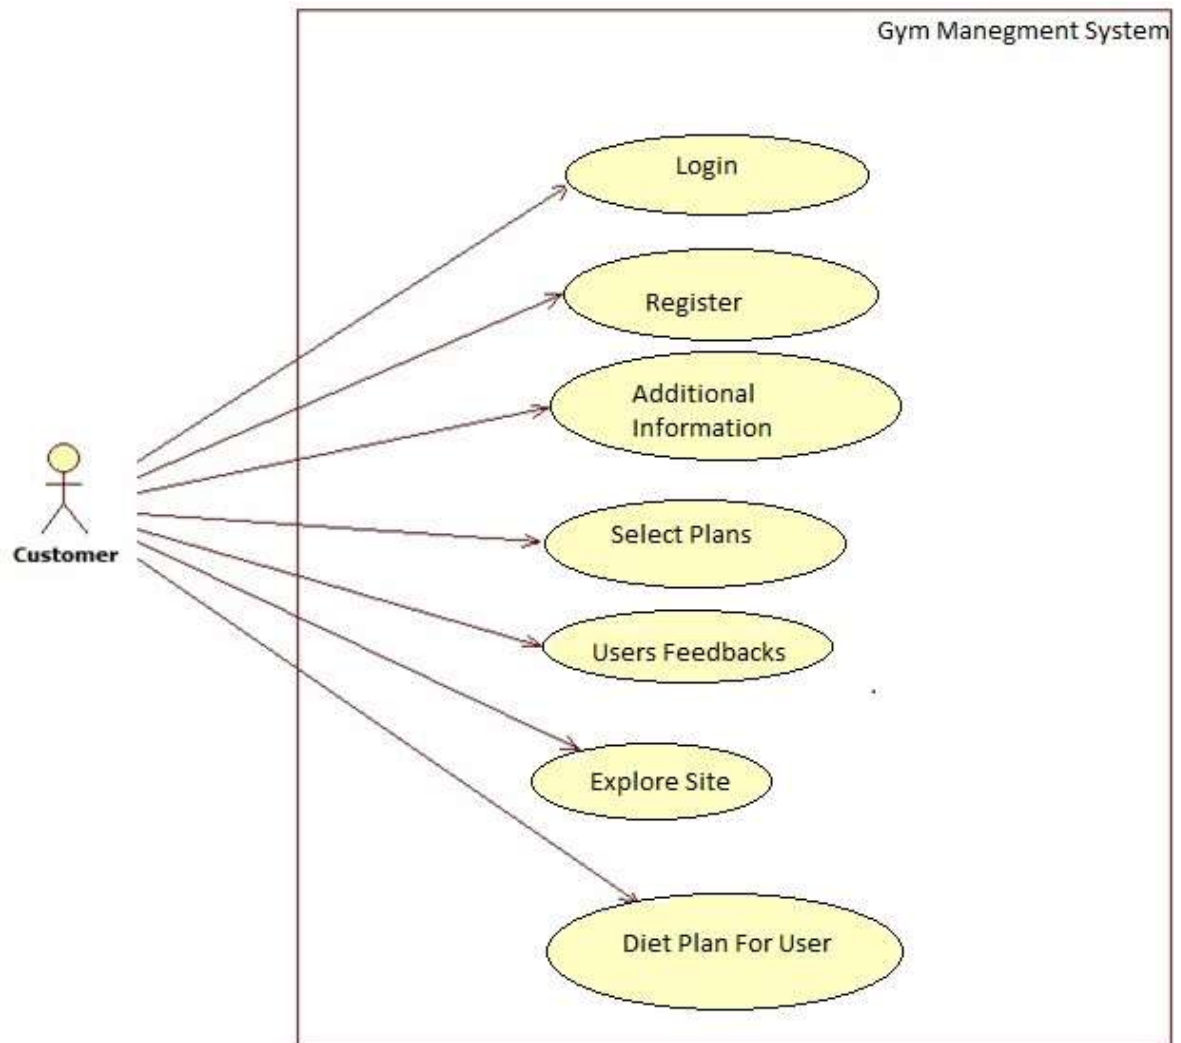 Gym Manegment System
Login
Register
Additional
Information
Customer
Select Plans
Users Feedbacks
Explore Site
Diet Plan For User